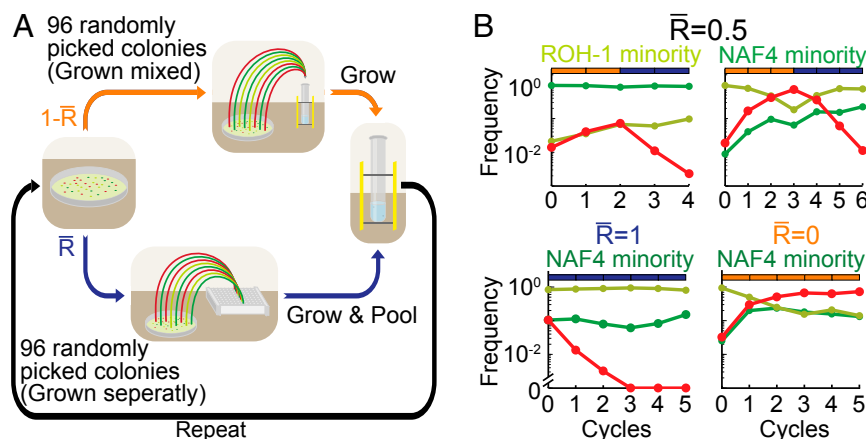 A
96 randomly
picked colonies
(Grown mixed)
Grow
1-R̅
R̅
Grow & Pool
96 randomly
picked colonies
(Grown seperatly)
Repeat
B
R̅=0.5
ROH-1 minority
NAF4 minority
Frequency
10⁰
10⁻²
0 1 2 3 4
0 1 2 3 4 5 6
R̅=1
R̅=0
NAF4 minority
NAF4 minority
Frequency
10⁰
10⁻²
0
0 1 2 3 4 5
0 1 2 3 4 5
Cycles
Cycles